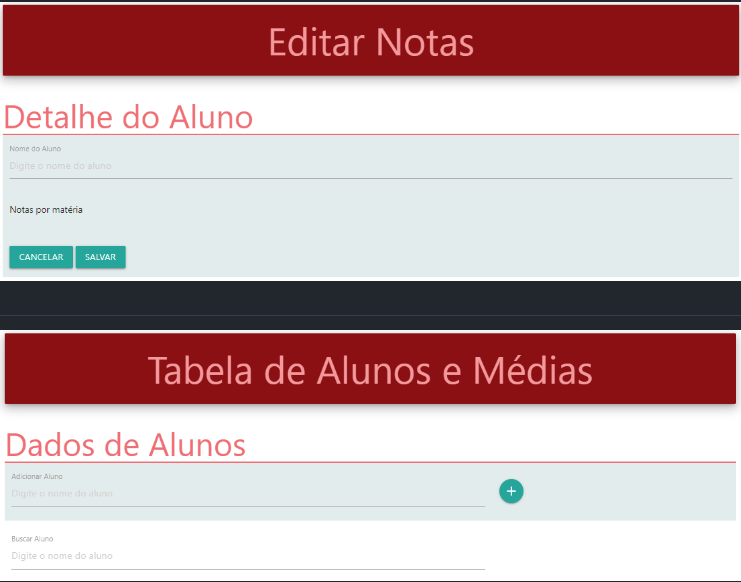 Editar Notas
Detalhe do Aluno
Nome do Aluno
Digite o nome do aluno
Notas por matéria
CANCELAR SALVAR
Tabela de Alunos e Médias
Dados de Alunos
Adicionar Aluno
Digite o nome do aluno
+
Buscar Aluno
Digite o nome do aluno